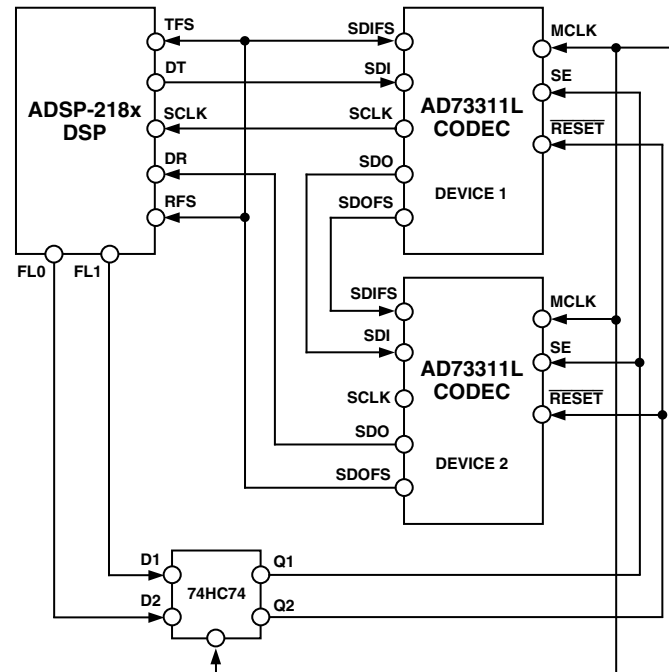 TFS
DT
SCLK
DR
RFS
ADSP-218x
DSP
FL0
FL1
SDIFS
SDI
SCLK
SDO
SDOFS
AD73311L
CODEC
DEVICE 1
MCLK
SE
RESET
SDIFS
SDI
SCLK
SDO
SDOFS
AD73311L
CODEC
DEVICE 2
MCLK
SE
RESET
D1
D2
74HC74
Q1
Q2